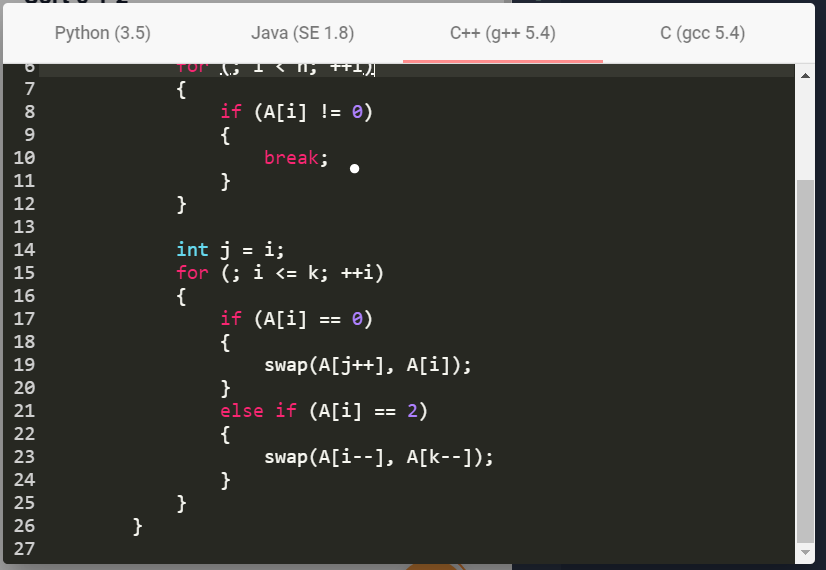 Python (3.5) Java (SE 1.8) C++ (g++ 5.4) C (gcc 5.4)
6 for (; i < n; ++i)
7 {
8 if (A[i] != 0)
9 {
10 break;
11 }
12 }
13
14 int j = i;
15 for (; i <= k; ++i)
16 {
17 if (A[i] == 0)
18 {
19 swap(A[j++], A[i]);
20 }
21 else if (A[i] == 2)
22 {
23 swap(A[i--], A[k--]);
24 }
25 }
26 }
27